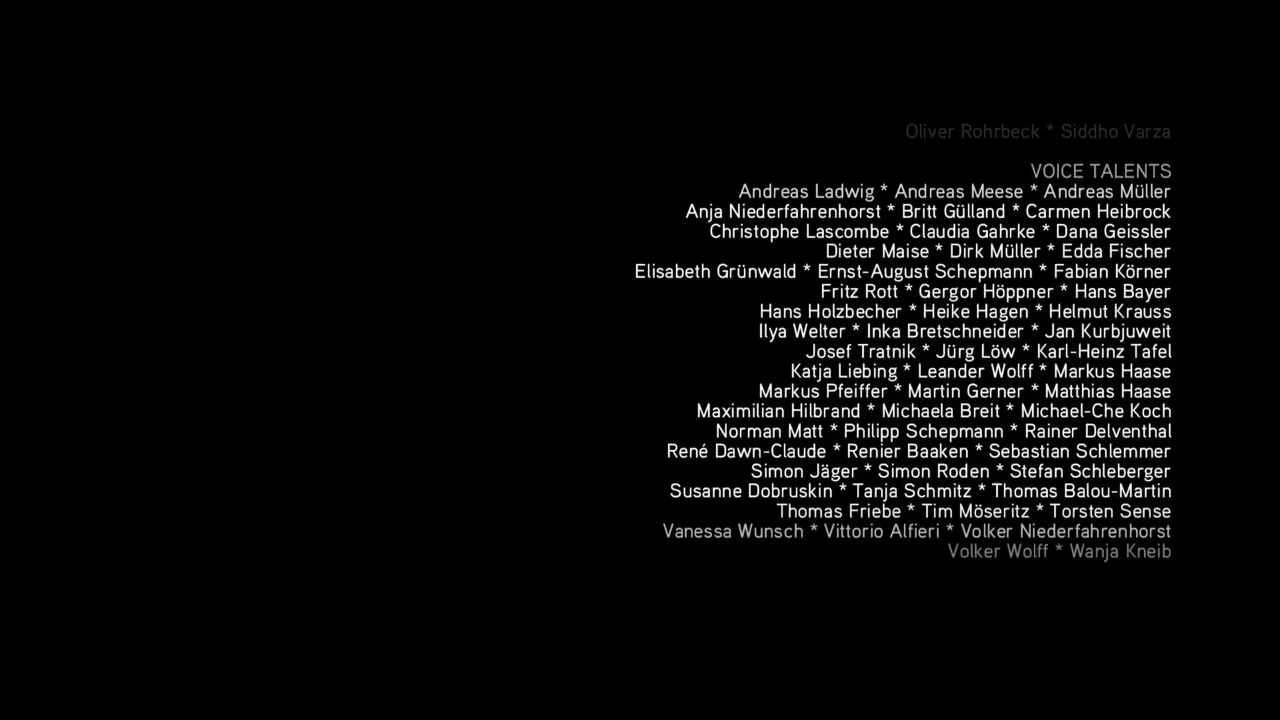 Oliver Rohrbeck * Siddho Varza
VOICE TALENTS
Andreas Ladwig * Andreas Meese * Andreas Müller
Anja Niederfahrenhorst * Britt Gülland * Carmen Heibrock
Christophe Lascombe * Claudia Gahrke * Dana Geissler
Dieter Maise * Dirk Müller * Edda Fischer
Elisabeth Grünwald * Ernst-August Schepmann * Fabian Körner
Fritz Rott * Gergor Höppner * Hans Bayer
Hans Holzbecher * Heike Hagen * Helmut Krauss
Ilya Welter * Inka Bretschneider * Jan Kurbjuweit
Josef Tratnik * Jürg Löw * Karl-Heinz Tafel
Katja Liebing * Leander Wolff * Markus Haase
Markus Pfeiffer * Martin Gerner * Matthias Haase
Maximilian Hilbrand * Michaela Breit * Michael-Che Koch
Norman Matt * Philipp Schepmann * Rainer Delventhal
René Dawn-Claude * Renier Baaken * Sebastian Schlemmer
Simon Jäger * Simon Roden * Stefan Schleberger
Susanne Dobruskin * Tanja Schmitz * Thomas Balou-Martin
Thomas Friebe * Tim Möseritz * Torsten Sense
Vanessa Wunsch * Vittorio Alfieri * Volker Niederfahrenhorst
Volker Wolff * Wanja Kneib